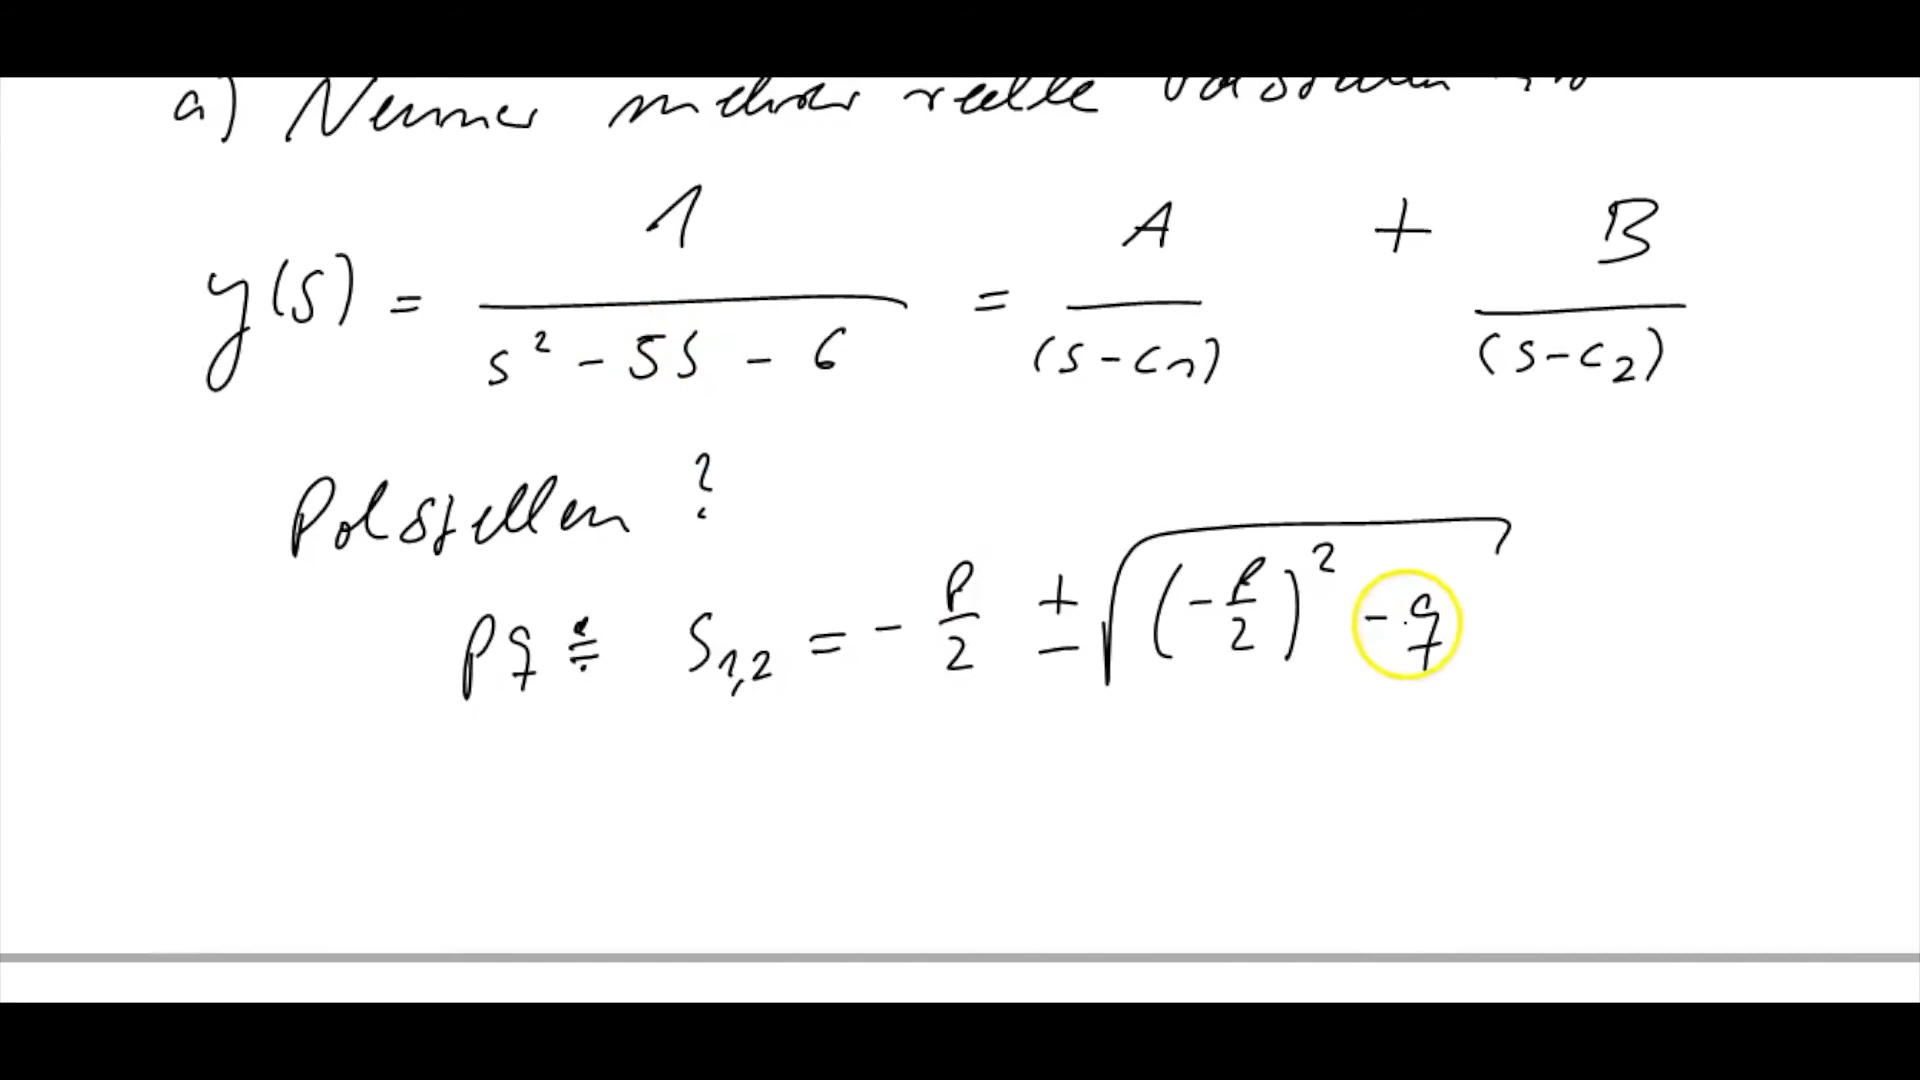 a) Nenner mehrere reelle
y(s) = 1 / (s² - 5s - 6) = A / (s-c₁) + B / (s-c₂)
Polstellen ?
pq ≐ S₁,₂ = - p/2 ± √((-p/2)² - q)